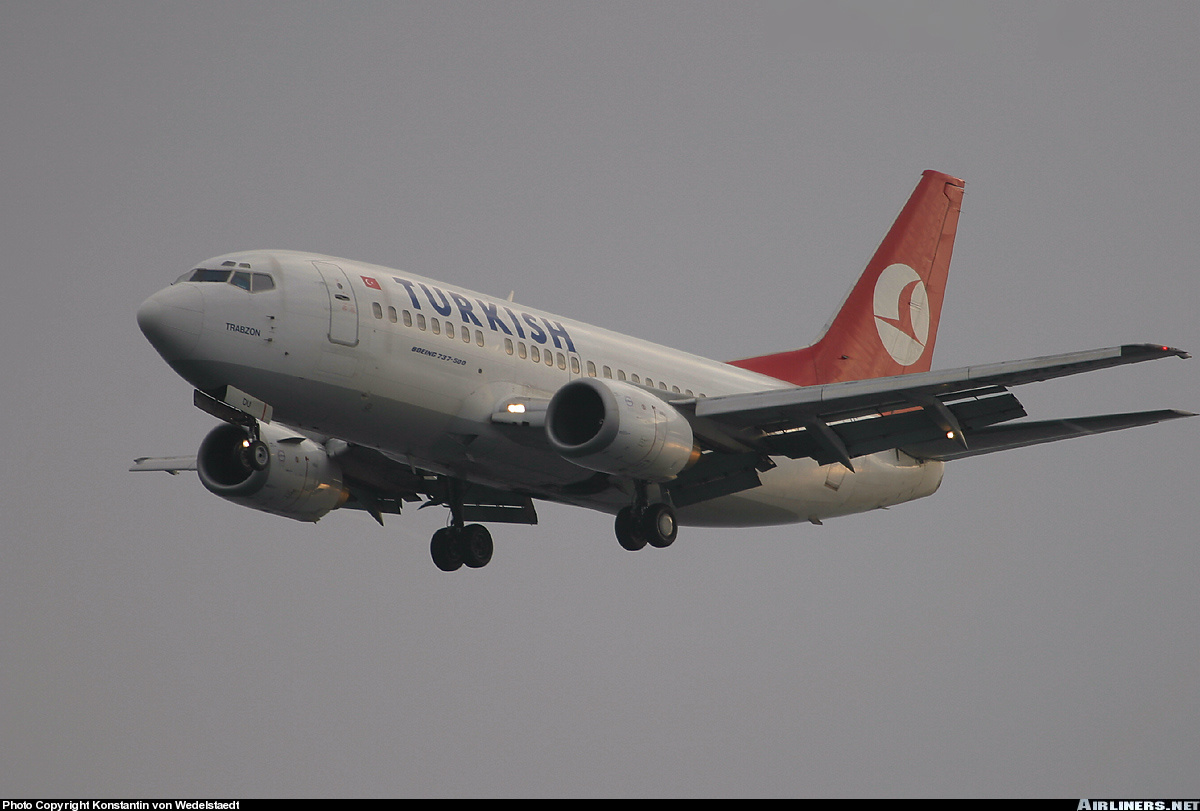 TURKISH
TRABZON
BOEING 737-500
Photo Copyright Konstantin von Wedelstaedt
AIRLINERS.NET